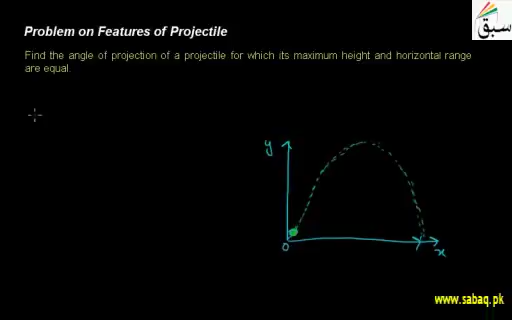 Problem on Features of Projectile
سبق
Find the angle of projection of a projectile for which its maximum height and horizontal range
are equal.
y
0
x
www.sabaq.pk